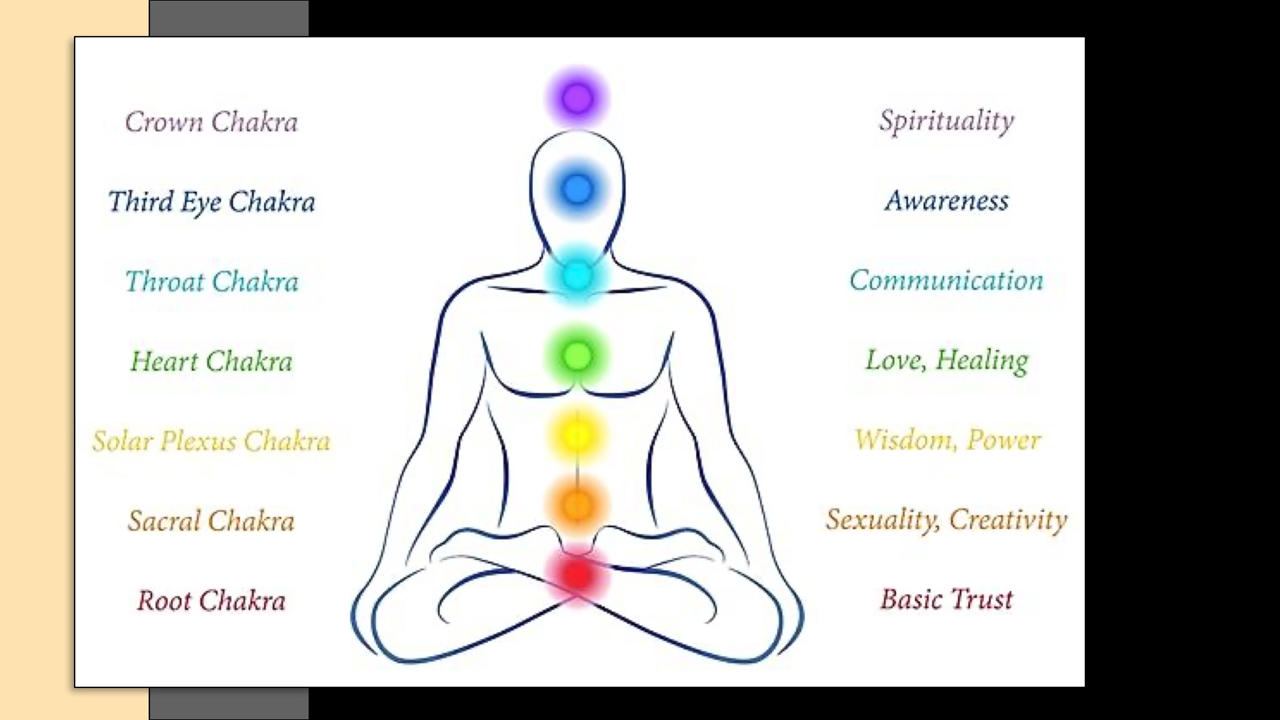 Crown Chakra
Spirituality
Third Eye Chakra
Awareness
Throat Chakra
Communication
Heart Chakra
Love, Healing
Solar Plexus Chakra
Wisdom, Power
Sacral Chakra
Sexuality, Creativity
Root Chakra
Basic Trust